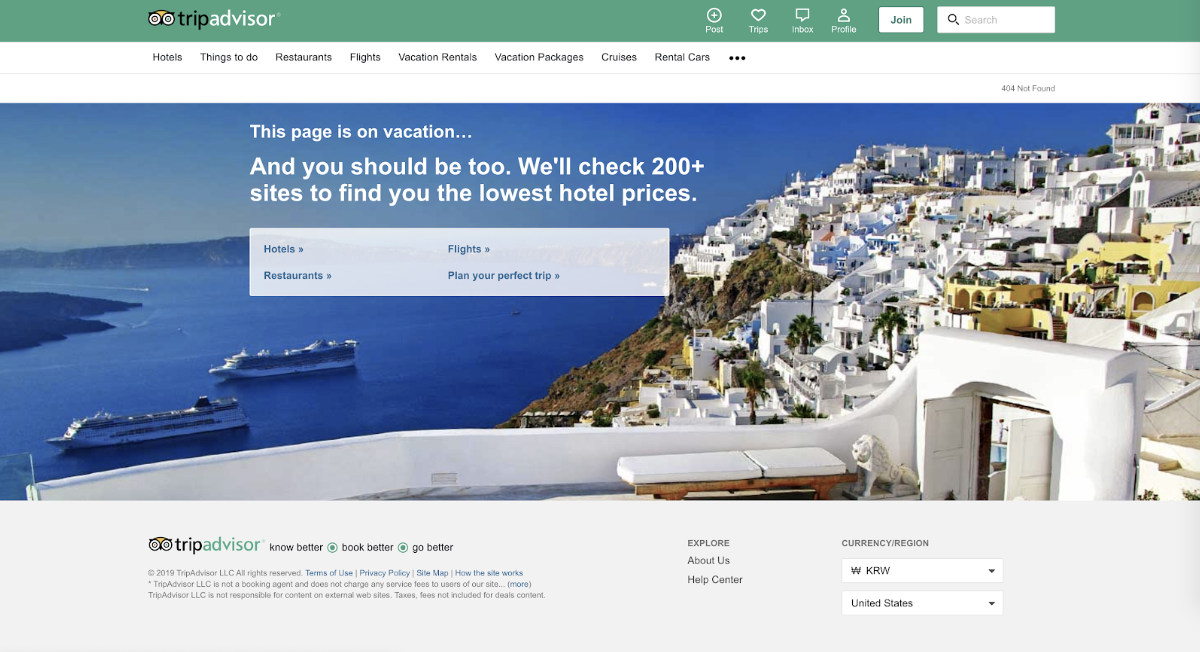 tripadvisor
Post
Trips
Inbox
Profile
Join
Search
Hotels
Things to do
Restaurants
Flights
Vacation Rentals
Vacation Packages
Cruises
Rental Cars
404 Not Found
This page is on vacation…
And you should be too. We'll check 200+
sites to find you the lowest hotel prices.
Hotels »
Flights »
Restaurants »
Plan your perfect trip »
tripadvisor® know better book better go better
© 2019 TripAdvisor LLC All rights reserved. Terms of Use | Privacy Policy | Site Map | How the site works
* TripAdvisor LLC is not a booking agent and does not charge any service fees to users of our site... (more)
TripAdvisor LLC is not responsible for content on external web sites. Taxes, fees not included for deals content.
EXPLORE
About Us
Help Center
CURRENCY/REGION
₩ KRW
United States